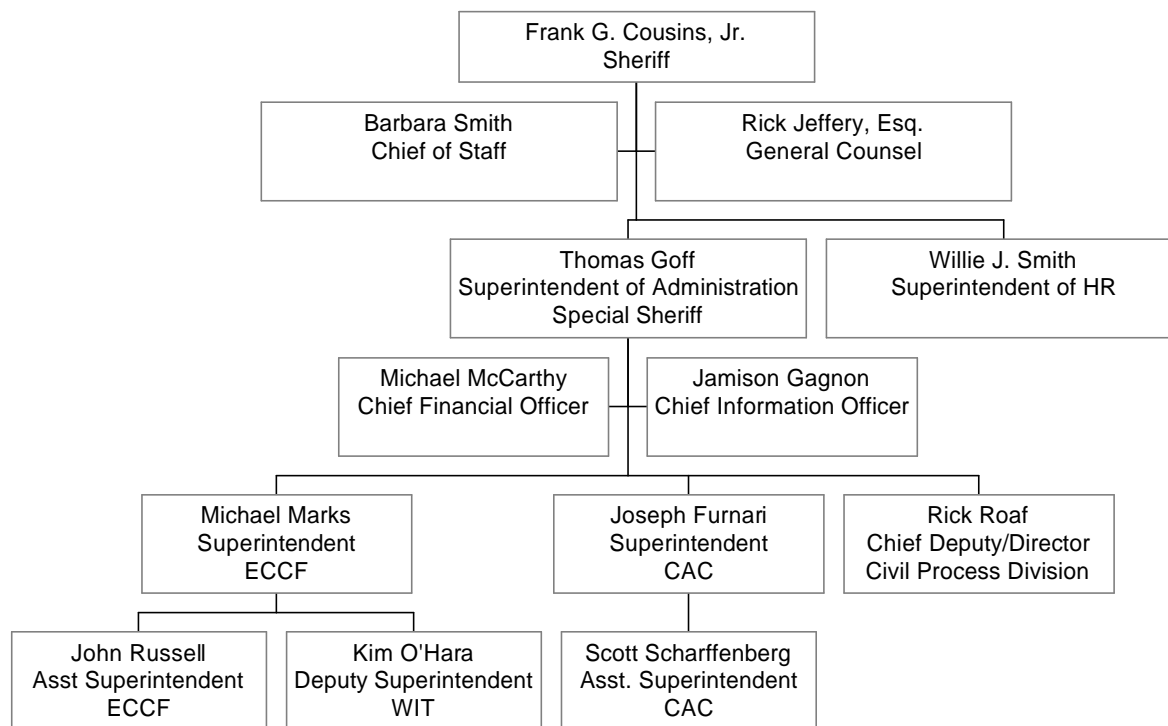 Frank G. Cousins, Jr.
Sheriff
Barbara Smith
Chief of Staff
Rick Jeffery, Esq.
General Counsel
Thomas Goff
Superintendent of Administration
Special Sheriff
Willie J. Smith
Superintendent of HR
Michael McCarthy
Chief Financial Officer
Jamison Gagnon
Chief Information Officer
Michael Marks
Superintendent
ECCF
Joseph Furnari
Superintendent
CAC
Rick Roaf
Chief Deputy/Director
Civil Process Division
John Russell
Asst Superintendent
ECCF
Kim O'Hara
Deputy Superintendent
WIT
Scott Scharffenberg
Asst. Superintendent
CAC